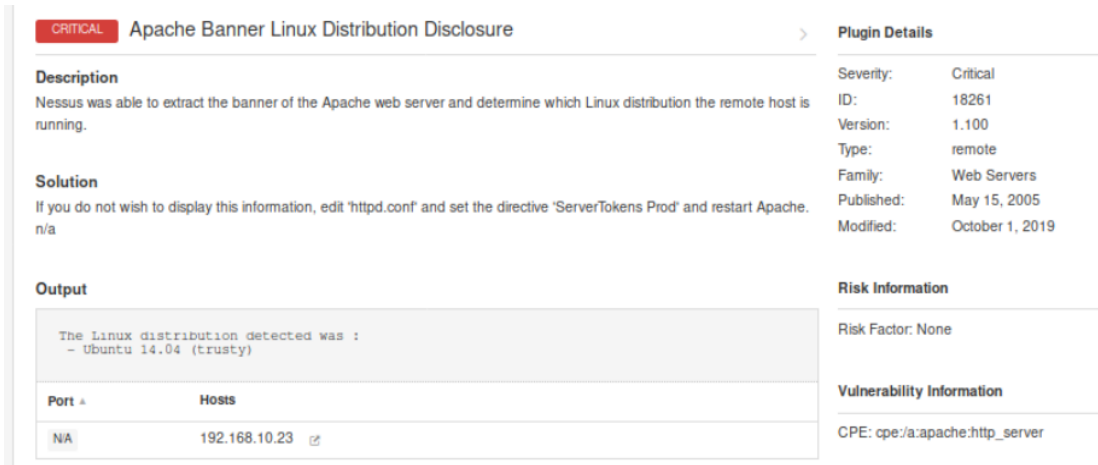 CRITICAL Apache Banner Linux Distribution Disclosure
Description
Nessus was able to extract the banner of the Apache web server and determine which Linux distribution the remote host is
running.
Solution
If you do not wish to display this information, edit 'httpd.conf' and set the directive 'ServerTokens Prod' and restart Apache.
n/a
Output
The Linux distribution detected was :
- Ubuntu 14.04 (trusty)
Port Hosts
N/A 192.168.10.23
Plugin Details
Severity: Critical
ID: 18261
Version: 1.100
Type: remote
Family: Web Servers
Published: May 15, 2005
Modified: October 1, 2019
Risk Information
Risk Factor: None
Vulnerability Information
CPE: cpe:/a:apache:http_server